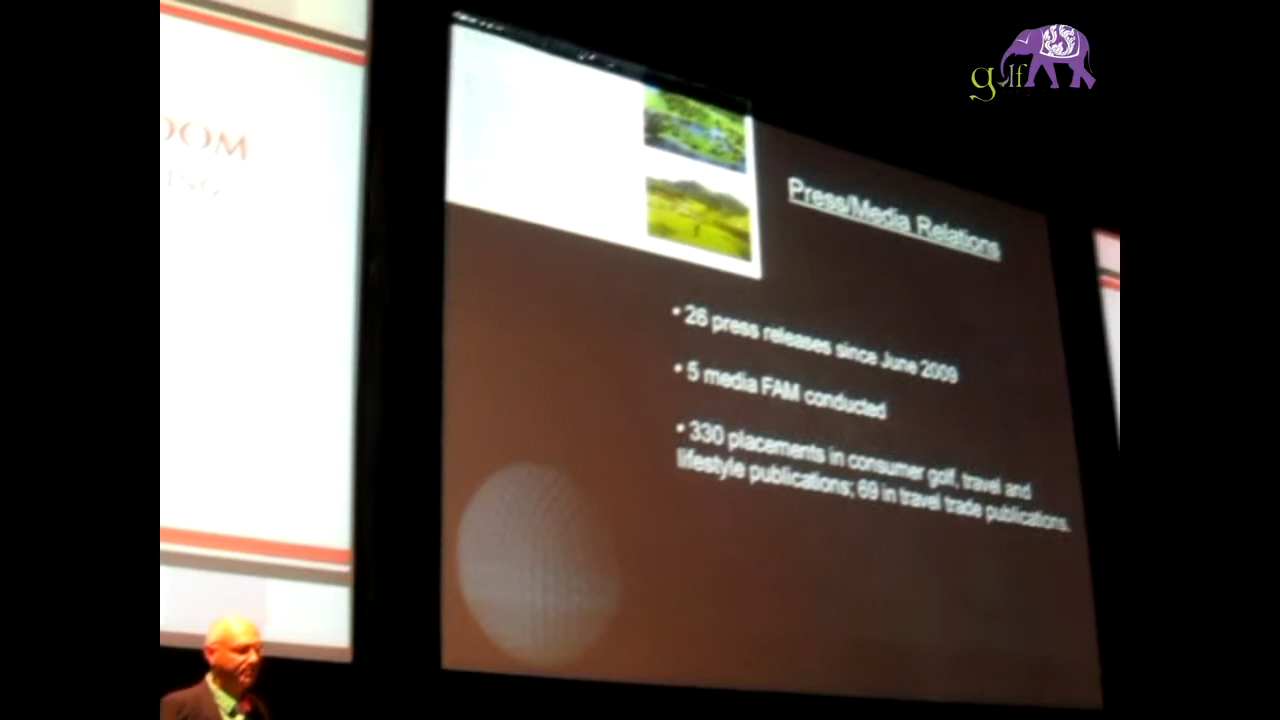 golf
OOM
ING
Press/Media Relations
• 26 press releases since June 2009
• 5 media FAM conducted
• 330 placements in consumer golf, travel and
lifestyle publications; 69 in travel trade publications.